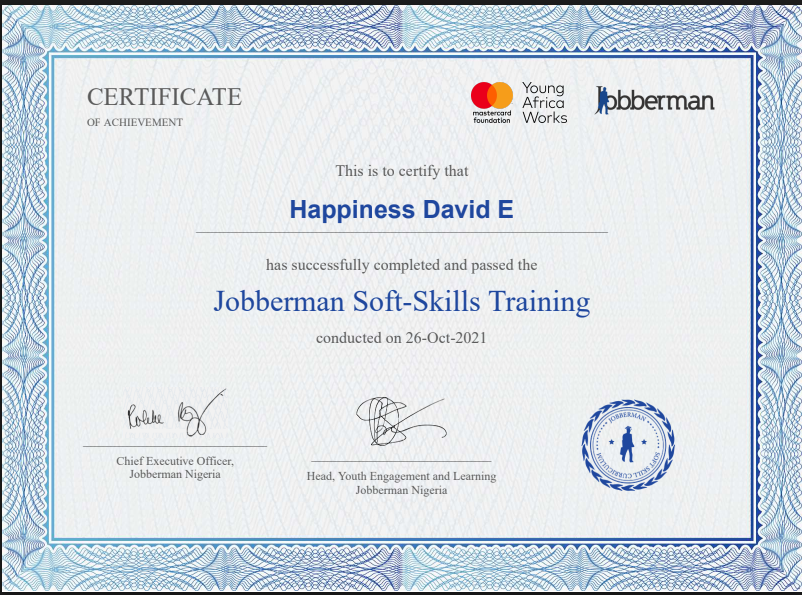 CERTIFICATE
OF ACHIEVEMENT
mastercard
foundation
Young
Africa
Works
Jobberman
This is to certify that
Happiness David E
has successfully completed and passed the
Jobberman Soft-Skills Training
conducted on 26-Oct-2021
Chief Executive Officer,
Jobberman Nigeria
Head, Youth Engagement and Learning
Jobberman Nigeria
JOBBERMAN
SOFT SKILL CURRICULUM